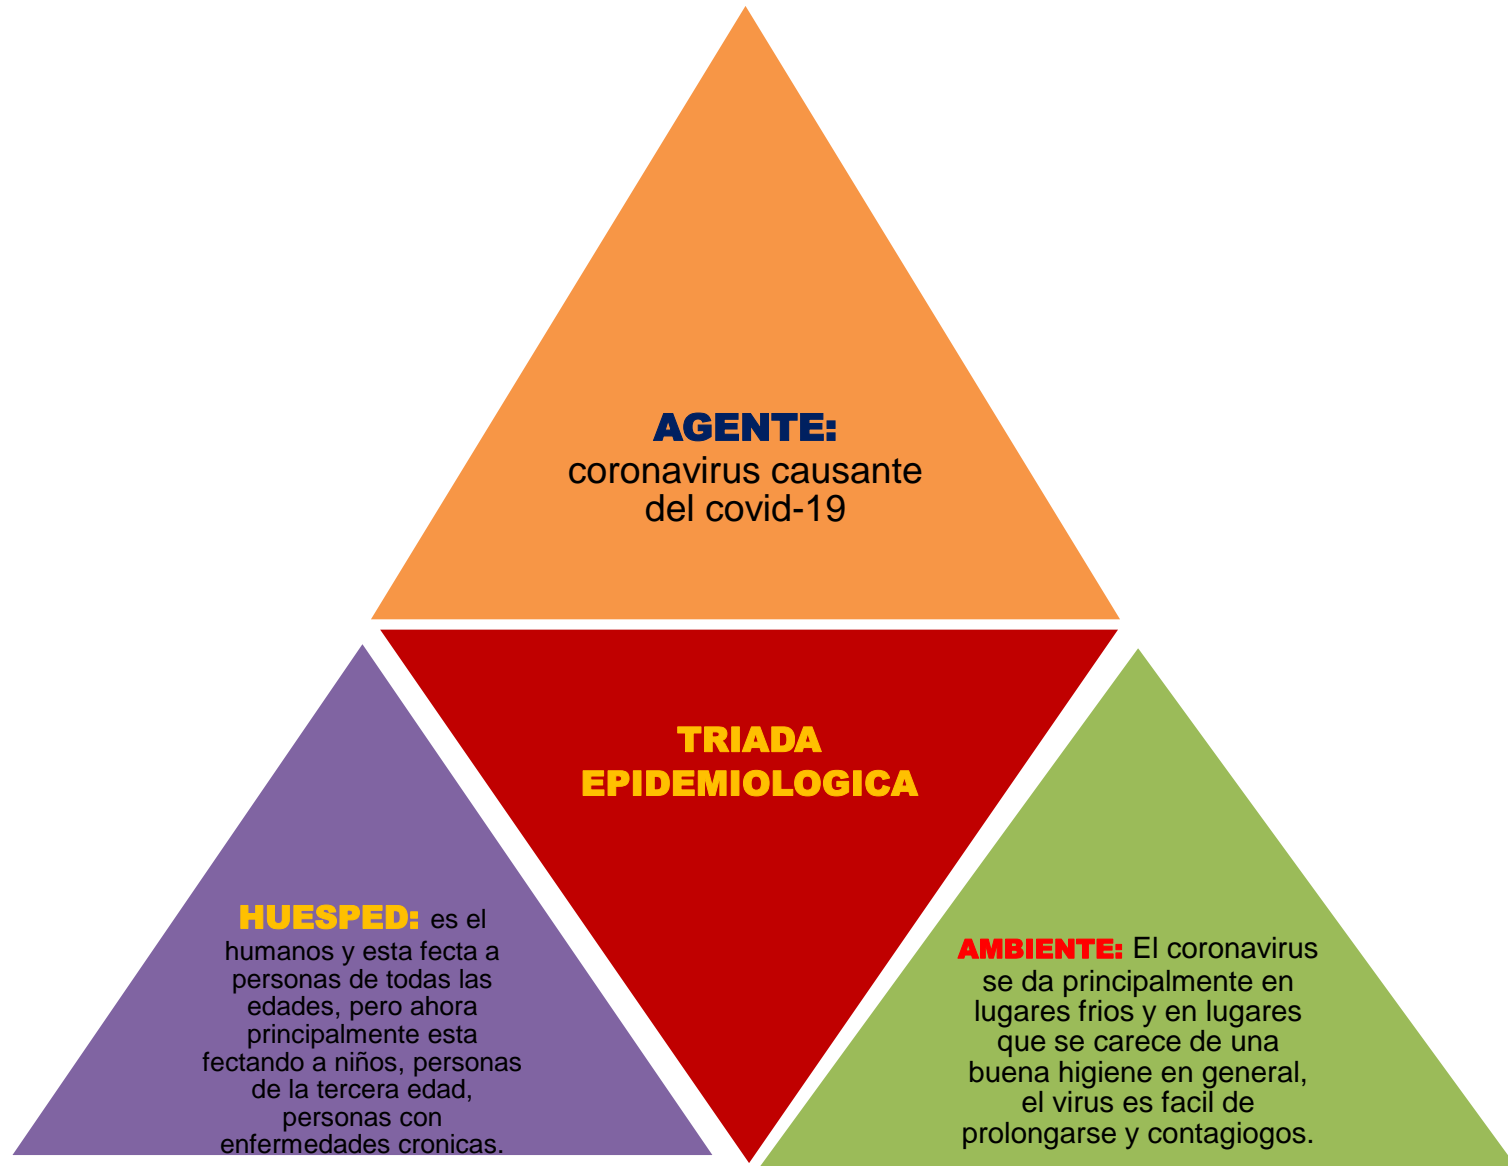 AGENTE:
coronavirus causante
del covid-19
TRIADA
EPIDEMIOLOGICA
HUESPED: es el
humanos y esta fecta a
personas de todas las
edades, pero ahora
principalmente esta
fectando a niños, personas
de la tercera edad,
personas con
enfermedades cronicas.
AMBIENTE: El coronavirus
se da principalmente en
lugares frios y en lugares
que se carece de una
buena higiene en general,
el virus es facil de
prolongarse y contagiogos.